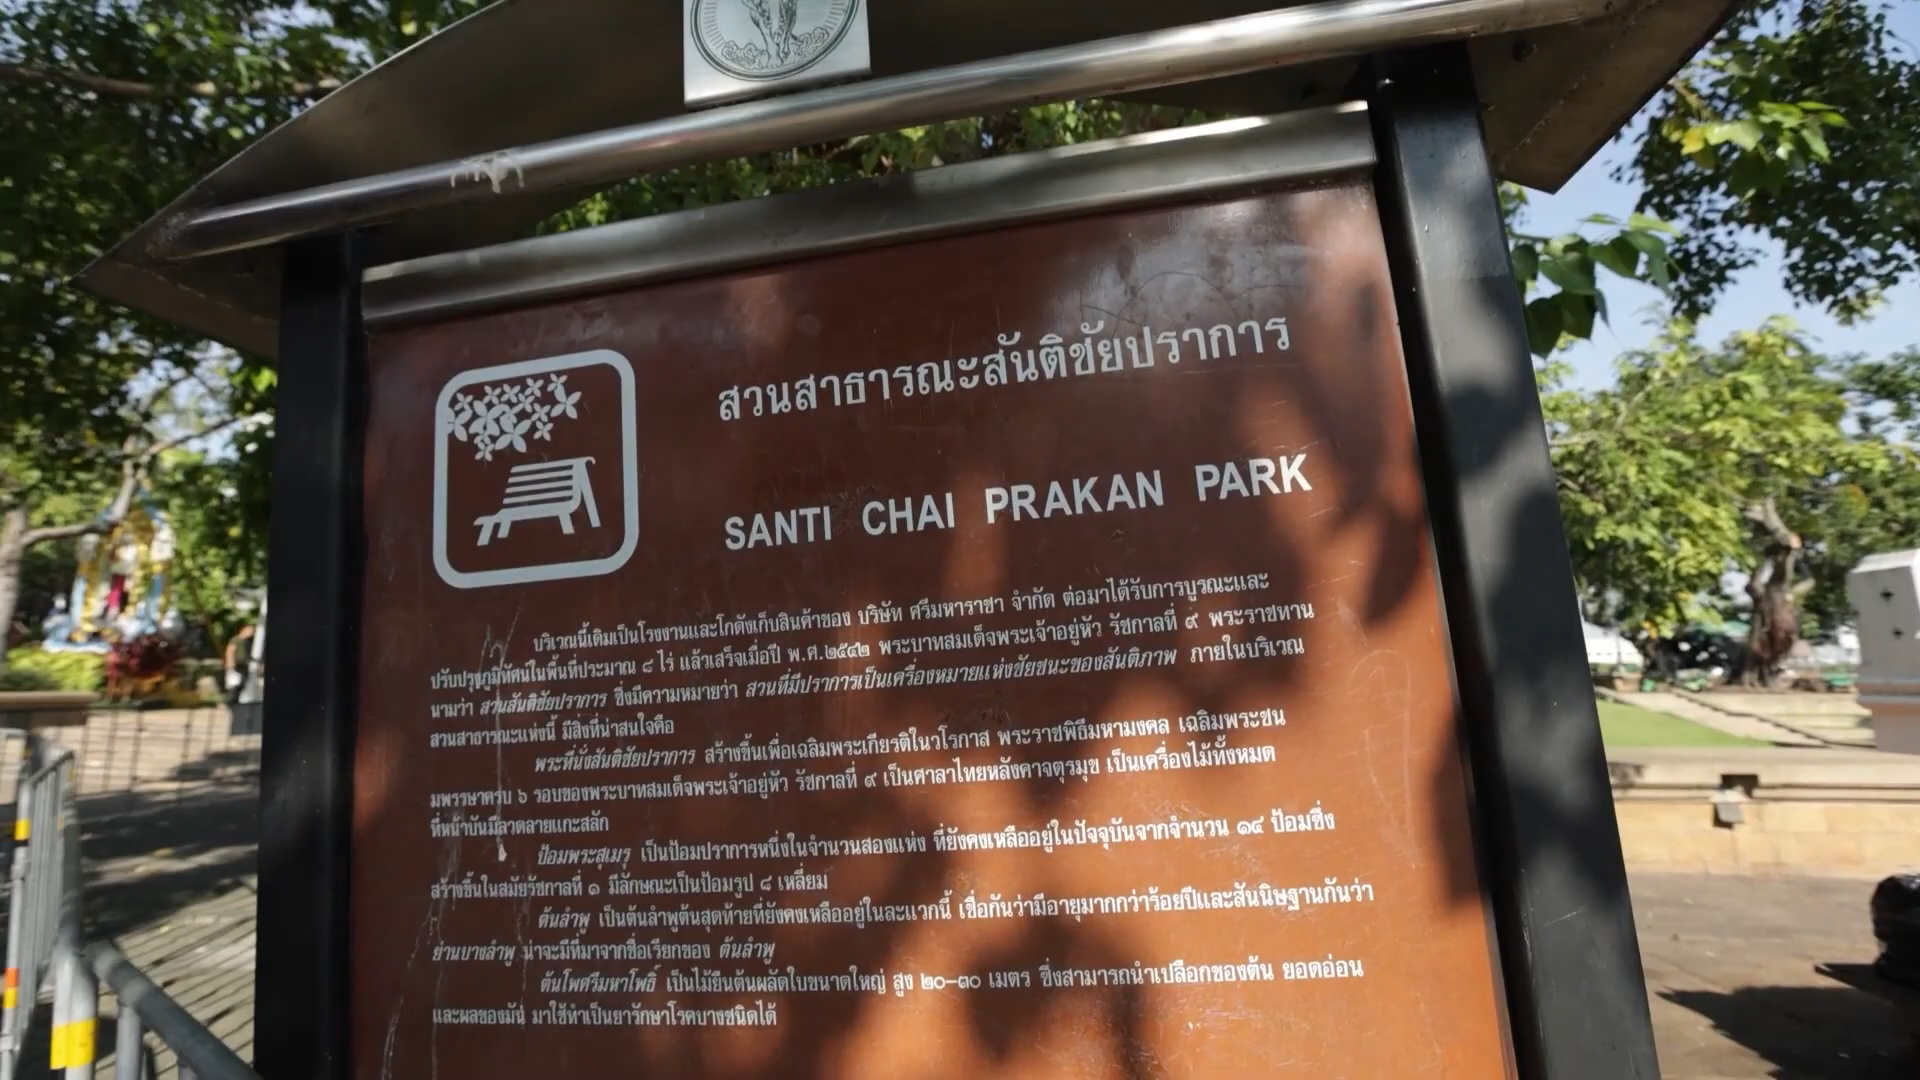 สวนสาธารณะสันติชัยปราการ
SANTI CHAI PRAKAN PARK
บริเวณนี้เดิมเป็นโรงงานและโกดังเก็บสินค้าของ บริษัท ศรีมหาราชา จำกัด ต่อมาได้รับการบูรณะและ
ปรับปรุงภูมิทัศน์ในพื้นที่ประมาณ ๘ ไร่ แล้วเสร็จเมื่อปี พ.ศ.๒๕๔๒ พระบาทสมเด็จพระเจ้าอยู่หัว รัชกาลที่ ๙ พระราชทาน
นามว่า สวนสันติชัยปราการ ซึ่งมีความหมายว่า สวนที่มีปราการเป็นเครื่องหมายแห่งชัยชนะของสันติภาพ ภายในบริเวณ
สวนสาธารณะแห่งนี้ มีสิ่งที่น่าสนใจคือ
พระที่นั่งสันติชัยปราการ สร้างขึ้นเพื่อเฉลิมพระเกียรติในวโรกาส พระราชพิธีมหามงคล เฉลิมพระชน
มพรรษาครบ ๖ รอบของพระบาทสมเด็จพระเจ้าอยู่หัว รัชกาลที่ ๙ เป็นศาลาไทยหลังคาจตุรมุข เป็นเครื่องไม้ทั้งหมด
ที่หน้าบันมีลวดลายแกะสลัก
ป้อมพระสุเมรุ เป็นป้อมปราการหนึ่งในจำนวนสองแห่ง ที่ยังคงเหลืออยู่ในปัจจุบันจากจำนวน ๑๔ ป้อมซึ่ง
สร้างขึ้นในสมัยรัชกาลที่ ๑ มีลักษณะเป็นป้อมรูป ๘ เหลี่ยม
ต้นลำพู เป็นต้นลำพูต้นสุดท้ายที่ยังคงเหลืออยู่ในละแวกนี้ เชื่อกันว่ามีอายุมากกว่าร้อยปีและสันนิษฐานกันว่า
ย่านบางลำพู น่าจะมีที่มาจากชื่อเรียกของ ต้นลำพู
ต้นโพศรีมหาโพธิ์ เป็นไม้ยืนต้นผลัดใบขนาดใหญ่ สูง ๒๐-๓๐ เมตร ซึ่งสามารถนำเปลือกของต้น ยอดอ่อน
และผลของมัน มาใช้ทำเป็นยารักษาโรคบางชนิดได้